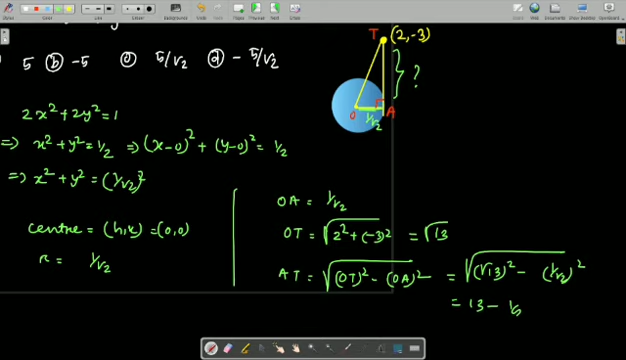 T (2,-3)
5 ⓑ -5 ⓒ 5/√2 ⓓ - 5/√2
} ?
O 1/√2 A
2x² + 2y² = 1
⇒ x² + y² = 1/2 ⇒ (x-0)² + (y-0)² = 1/2
⇒ x² + y² = (1/√2)²
centre = (h,k) = (0,0)
r = 1/√2
OA = 1/√2
OT = √2² + (-3)² = √13
AT = √(OT)² - (OA)² = √(√13)² - (1/√2)²
= 13 -